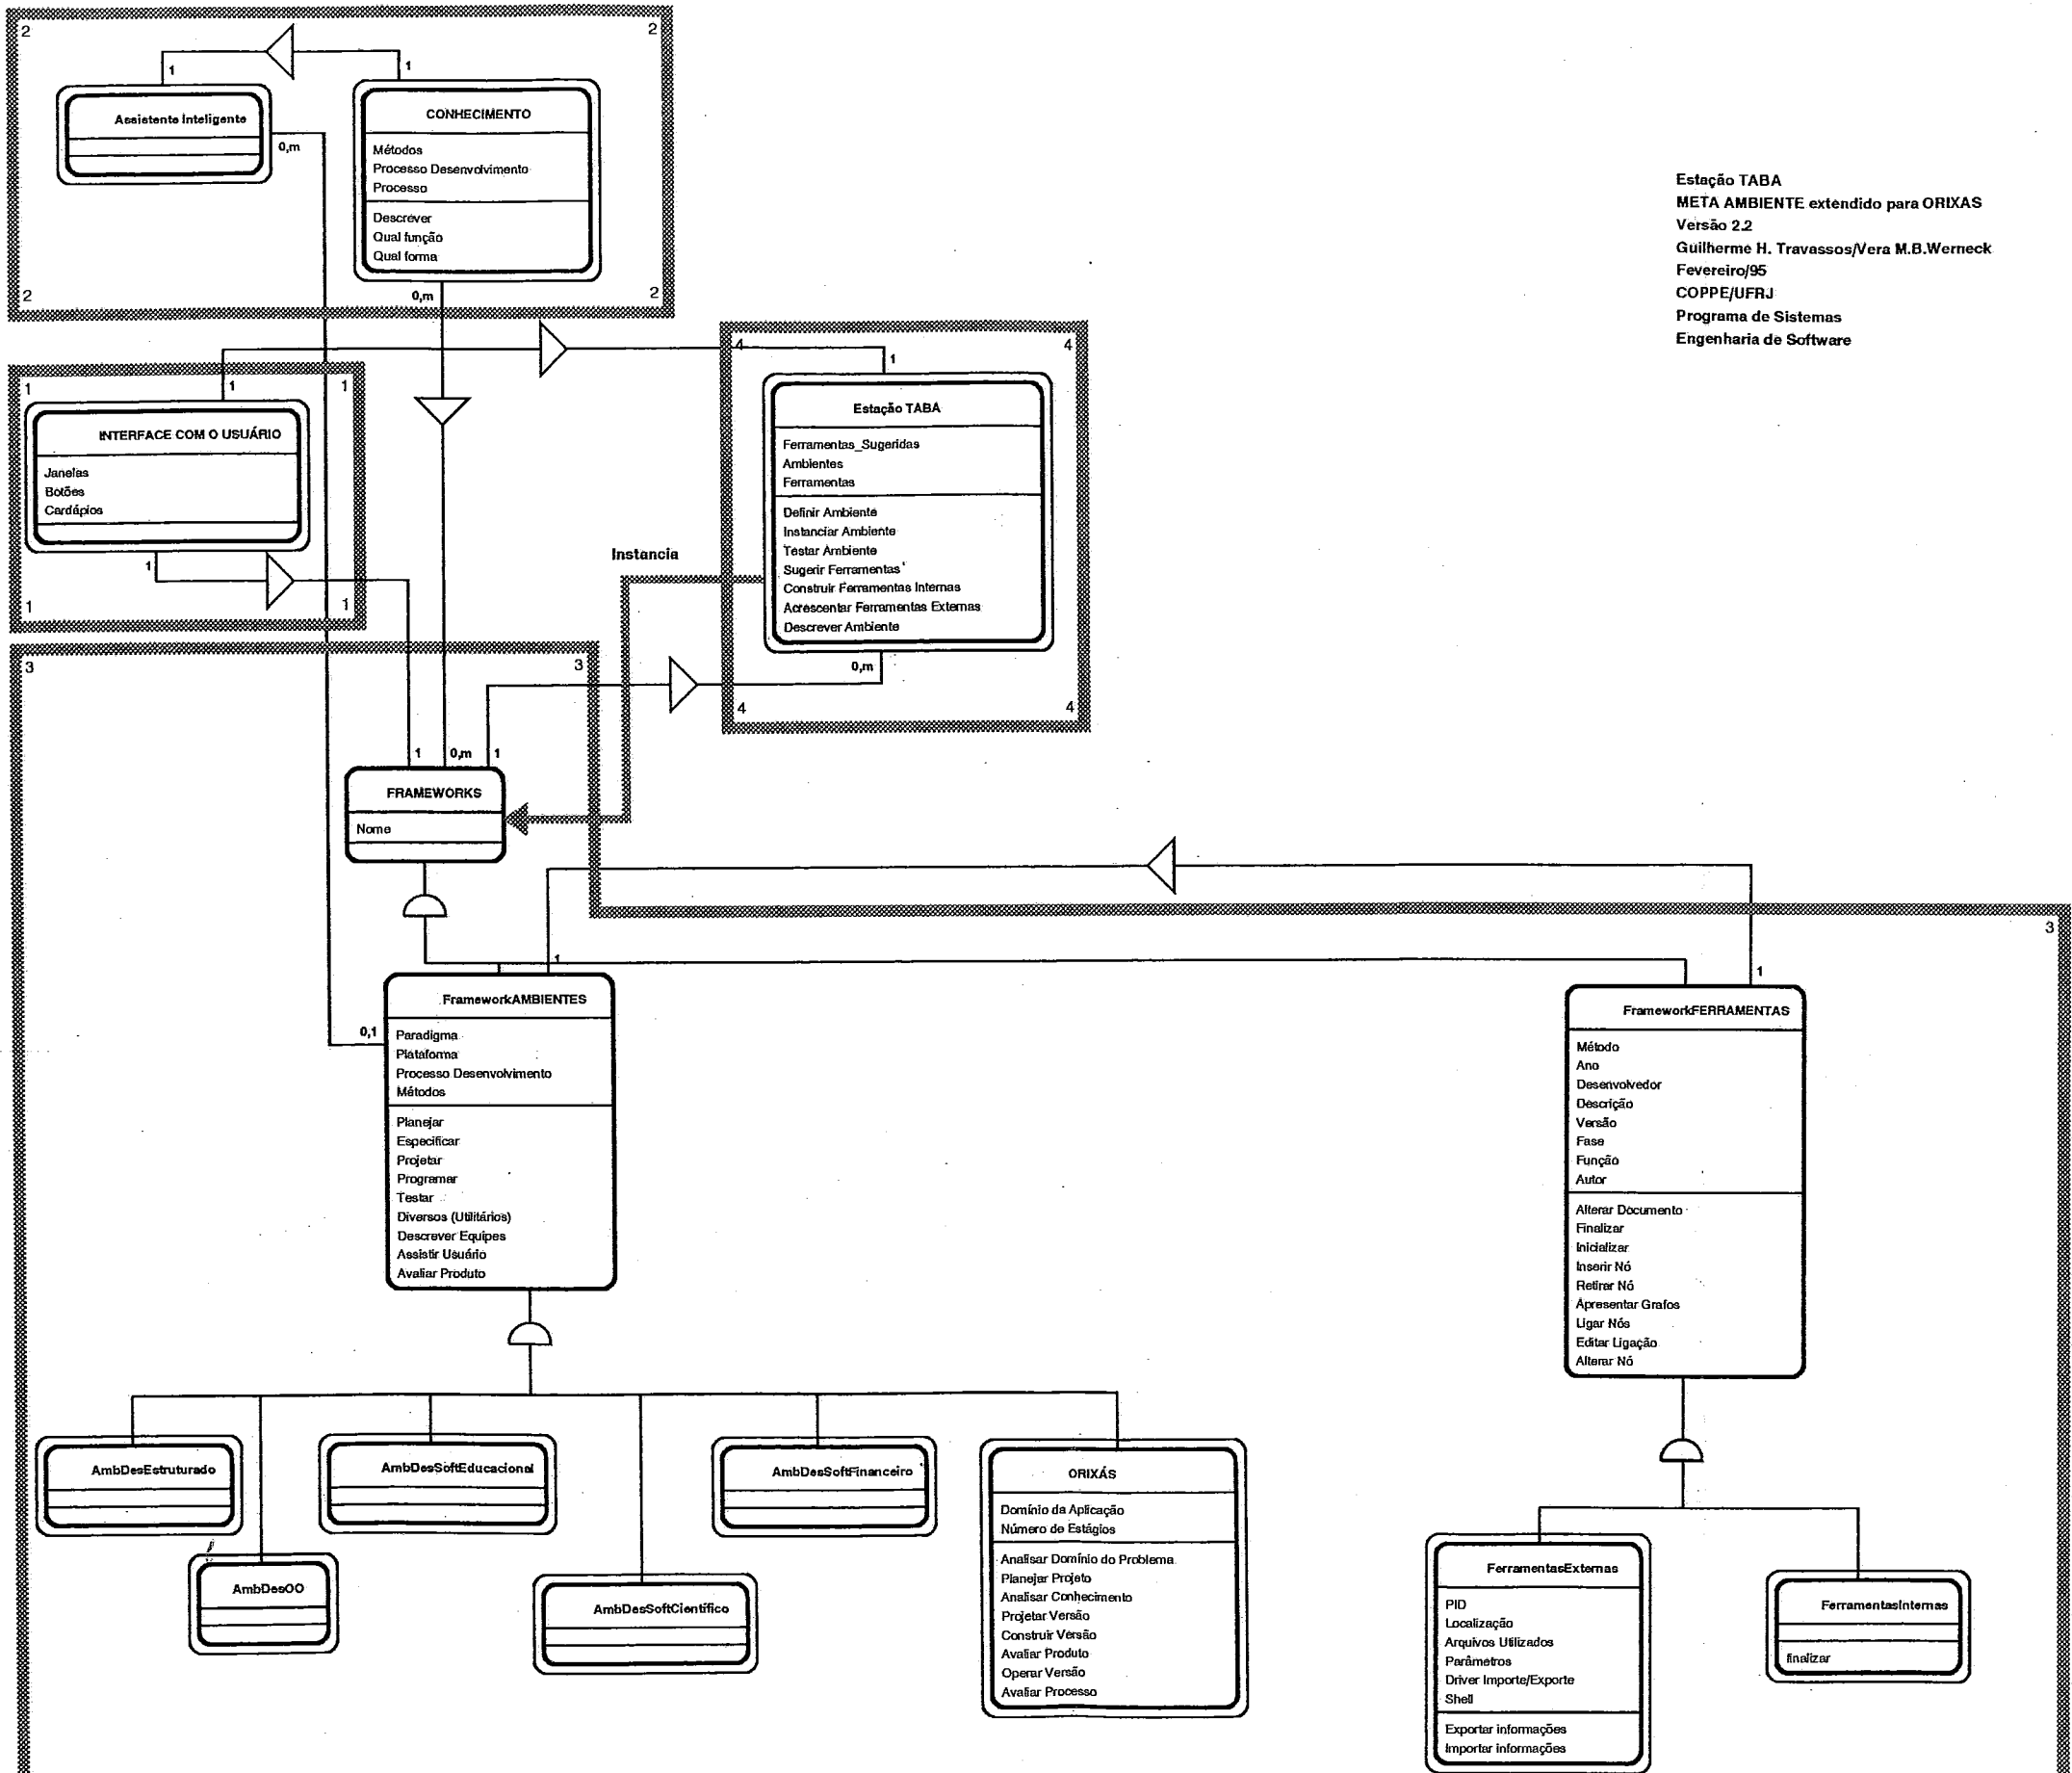 2
2
1
1
Assistente Inteligente
0,m
CONHECIMENTO
Métodos
Processo Desenvolvimento
Processo
Descrever
Qual função
Qual forma
2
0,m
2
Estação TABA
META AMBIENTE extendido para ORIXAS
Versão 2.2
Guilherme H. Travassos/Vera M.B.Werneck
Fevereiro/95
COPPE/UFRJ
Programa de Sistemas
Engenharia de Software
1
1
1
INTERFACE COM O USUÁRIO
Janelas
Botões
Cardápios
1
1
1
4
4
1
Estação TABA
Ferramentas_Sugeridas
Ambientes
Ferramentas
Definir Ambiente
Instanciar Ambiente
Testar Ambiente
Sugerir Ferramentas
Construir Ferramentas Internas
Acrescentar Ferramentas Externas
Descrever Ambiente
0,m
4
4
Instancia
3
3
1
0,m
1
FRAMEWORKS
Nome
3
1
1
0,1
FrameworkAMBIENTES
Paradigma
Plataforma
Processo Desenvolvimento
Métodos
Planejar
Especificar
Projetar
Programar
Testar
Diversos (Utilitários)
Descrever Equipes
Assistir Usuário
Avaliar Produto
FrameworkFERRAMENTAS
Método
Ano
Desenvolvedor
Descrição
Versão
Fase
Função
Autor
Alterar Documento
Finalizar
Inicializar
Inserir Nó
Retirar Nó
Apresentar Grafos
Ligar Nós
Editar Ligação
Alterar Nó
AmbDesEstruturado
AmbDesOO
AmbDesSoftEducacional
AmbDesSoftCientífico
AmbDesSoftFinanceiro
ORIXÁS
Domínio da Aplicação
Número de Estágios
Analisar Domínio do Problema
Planejar Projeto
Analisar Conhecimento
Projetar Versão
Construir Versão
Avaliar Produto
Operar Versão
Avaliar Processo
FerramentasExternas
PID
Localização
Arquivos Utilizados
Parâmetros
Driver Importe/Exporte
Shell
Exportar informações
Importar informações
FerramentasInternas
finalizar